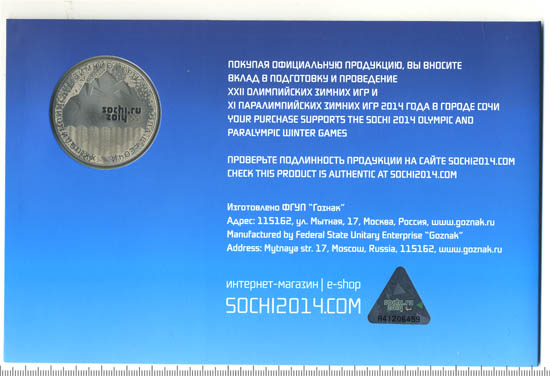 sochi.ru
2014
ПОКУПАЯ ОФИЦИАЛЬНУЮ ПРОДУКЦИЮ, ВЫ ВНОСИТЕ
ВКЛАД В ПОДГОТОВКУ И ПРОВЕДЕНИЕ
XXII ОЛИМПИЙСКИХ ЗИМНИХ ИГР И
XI ПАРАЛИМПИЙСКИХ ЗИМНИХ ИГР 2014 ГОДА В ГОРОДЕ СОЧИ
YOUR PURCHASE SUPPORTS THE SOCHI 2014 OLYMPIC AND
PARALYMPIC WINTER GAMES
ПРОВЕРЬТЕ ПОДЛИННОСТЬ ПРОДУКЦИИ НА САЙТЕ SOCHI2014.COM
CHECK THIS PRODUCT IS AUTHENTIC AT SOCHI2014.COM
Изготовлено ФГУП "Гознак"
Адрес: 115162, ул. Мытная, 17, Москва, Россия, www.goznak.ru
Manufactured by Federal State Unitary Enterprise "Goznak"
Address: Mytnaya str. 17, Moscow, Russia, 115162, www.goznak.ru
интернет-магазин | e-shop
SOCHI2014.COM
sochi.ru
2014
A41206459